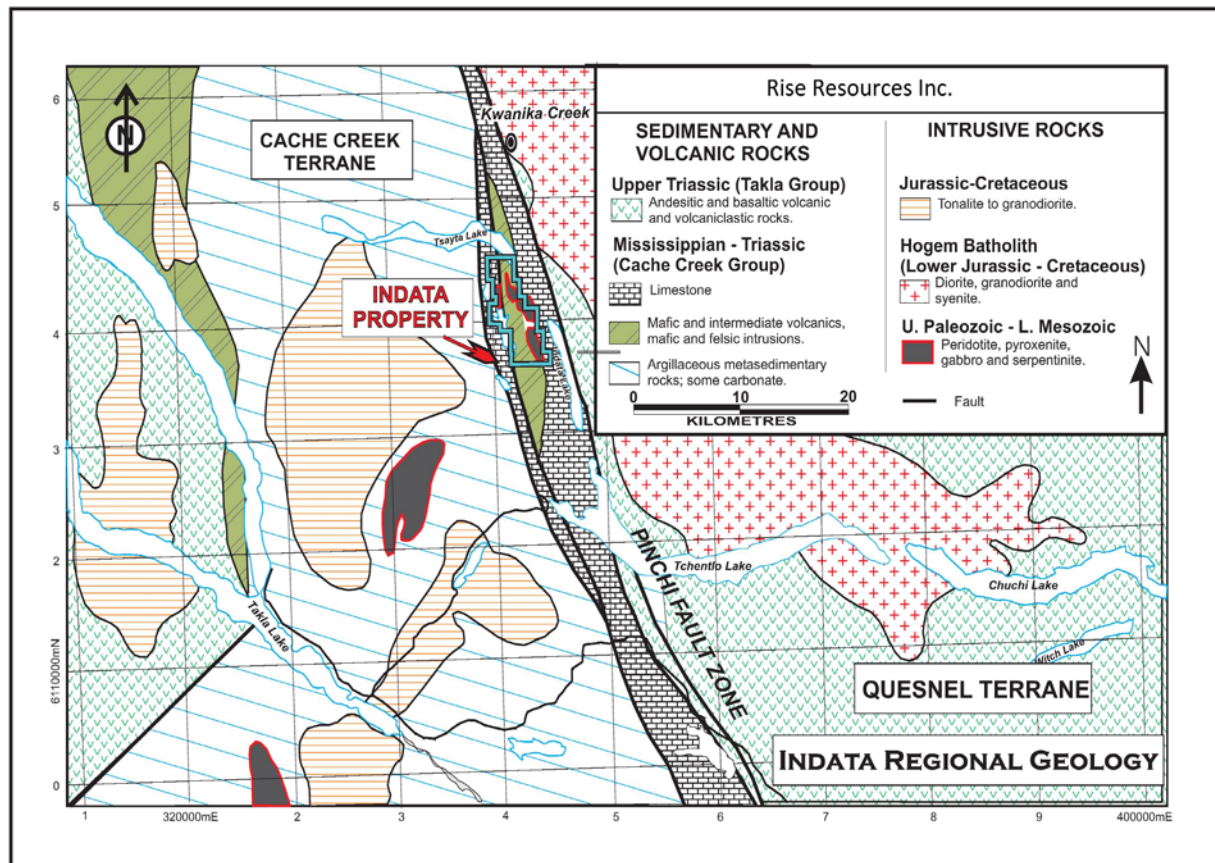 Rise Resources Inc.
SEDIMENTARY AND
VOLCANIC ROCKS
Upper Triassic (Takla Group)
Andesitic and basaltic volcanic
and volcaniclastic rocks.
Mississippian - Triassic
(Cache Creek Group)
Limestone
Mafic and intermediate volcanics,
mafic and felsic intrusions.
Argillaceous metasedimentary
rocks; some carbonate.
0 10 20
KILOMETRES
INTRUSIVE ROCKS
Jurassic-Cretaceous
Tonalite to granodiorite.
Hogem Batholith
(Lower Jurassic - Cretaceous)
Diorite, granodiorite and
syenite.
U. Paleozoic - L. Mesozoic
Peridotite, pyroxenite,
gabbro and serpentinite.
Fault
N
N
CACHE CREEK
TERRANE
Kwanika Creek
Tsayta Lake
INDATA
PROPERTY
Takla Lake
PINCHI FAULT ZONE
Tchentlo Lake
Chuchi Lake
Witch Lake
QUESNEL TERRANE
INDATA REGIONAL GEOLOGY
6
5
4
3
2
6110000mN
0
1 320000mE 2 3 4 5 6 7 8 9 400000mE